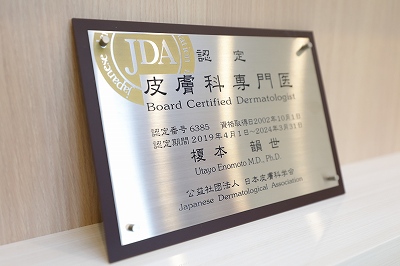 JDA
認定
皮膚科専門医
Board Certified Dermatologist
認定番号6385 資格取得日2002年10月1日
認定期間2019年4月1日～2024年3月31日
榎本 韻世
Utayo Enomoto M.D., Ph.D.
公益社団法人 日本皮膚科学会
Japanese Dermatological Association